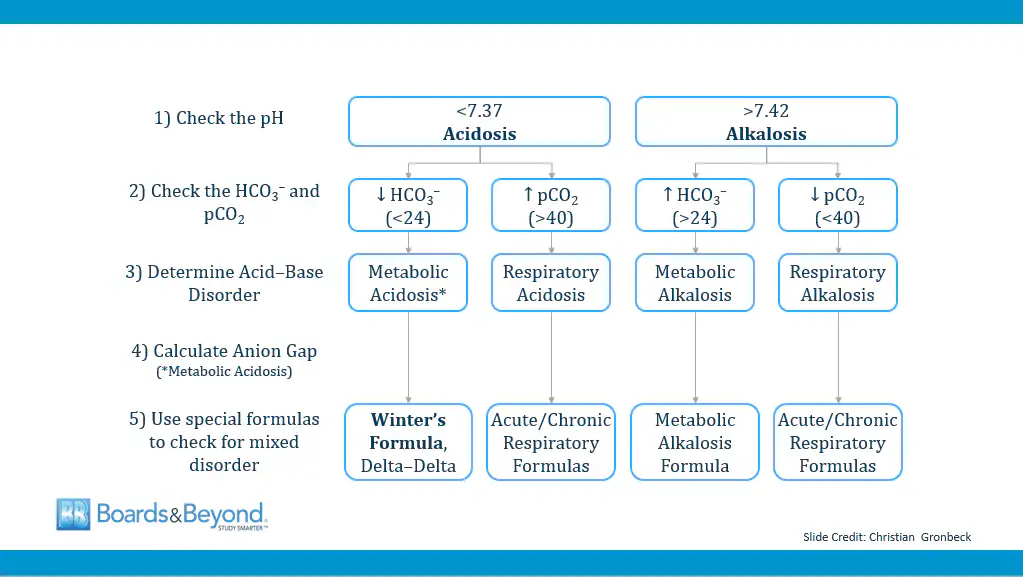 1) Check the pH
<7.37
Acidosis
>7.42
Alkalosis
2) Check the HCO₃⁻ and
pCO₂
↓HCO₃⁻
(<24)
↑pCO₂
(>40)
↑HCO₃⁻
(>24)
↓pCO₂
(<40)
3) Determine Acid–Base
Disorder
Metabolic
Acidosis*
Respiratory
Acidosis
Metabolic
Alkalosis
Respiratory
Alkalosis
4) Calculate Anion Gap
(*Metabolic Acidosis)
5) Use special formulas
to check for mixed
disorder
Winter's
Formula,
Delta–Delta
Acute/Chronic
Respiratory
Formulas
Metabolic
Alkalosis
Formula
Acute/Chronic
Respiratory
Formulas
BB Boards&Beyond.
STUDY SMARTER™
Slide Credit: Christian Gronbeck